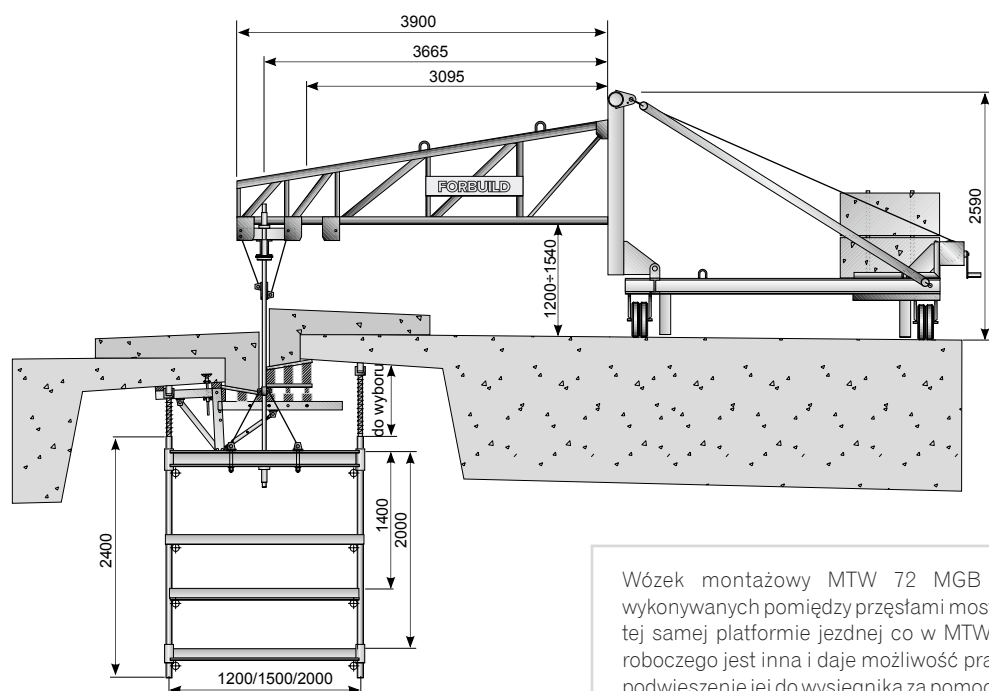 3900
3665
3095
FORBUILD
2590
1200÷1540
do wyboru
2400
1400
2000
1200/1500/2000
Wózek montażowy MTW 72 MGB
wykonywanych pomiędzy przęsłami most
tej samej platformie jezdnej co w MTW
roboczego jest inna i daje możliwość pra
podwieszenie jej do wysięgnika za pomoc